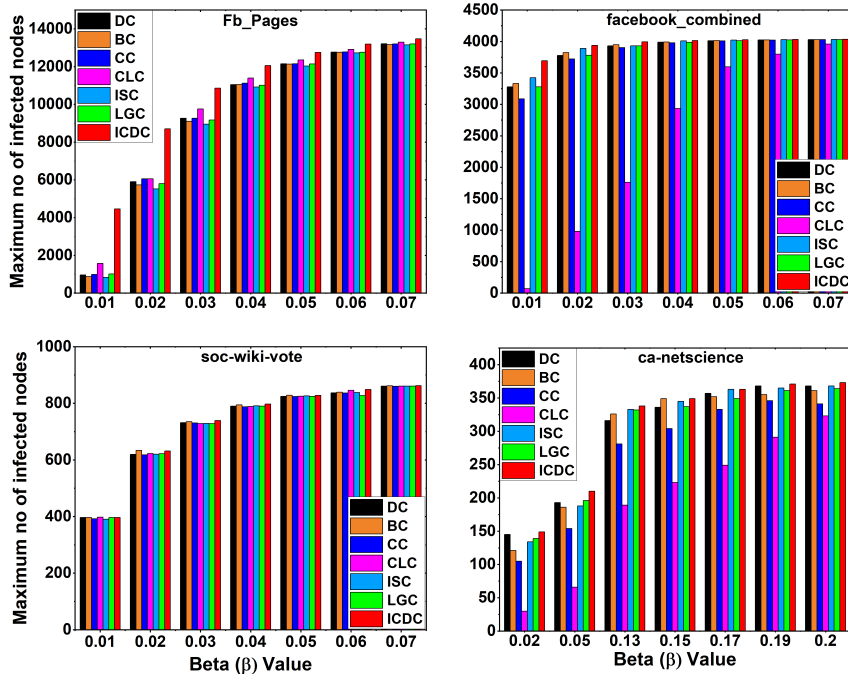 Fb_Pages
Maximum no of infected nodes
14000
12000
10000
8000
6000
4000
2000
0
DC
BC
CC
CLC
ISC
LGC
ICDC
0.01 0.02 0.03 0.04 0.05 0.06 0.07
facebook_combined
4500
4000
3500
3000
2500
2000
1500
1000
500
0
DC
BC
CC
CLC
ISC
LGC
ICDC
0.01 0.02 0.03 0.04 0.05 0.06 0.07
soc-wiki-vote
Maximum no of infected nodes
1000
800
600
400
200
0
DC
BC
CC
CLC
ISC
LGC
ICDC
0.01 0.02 0.03 0.04 0.05 0.06 0.07
Beta (β) Value
ca-netscience
350
300
250
200
150
100
50
0
DC
BC
CC
CLC
ISC
LGC
ICDC
0.02 0.05 0.13 0.15 0.17 0.19 0.2
Beta (β) Value